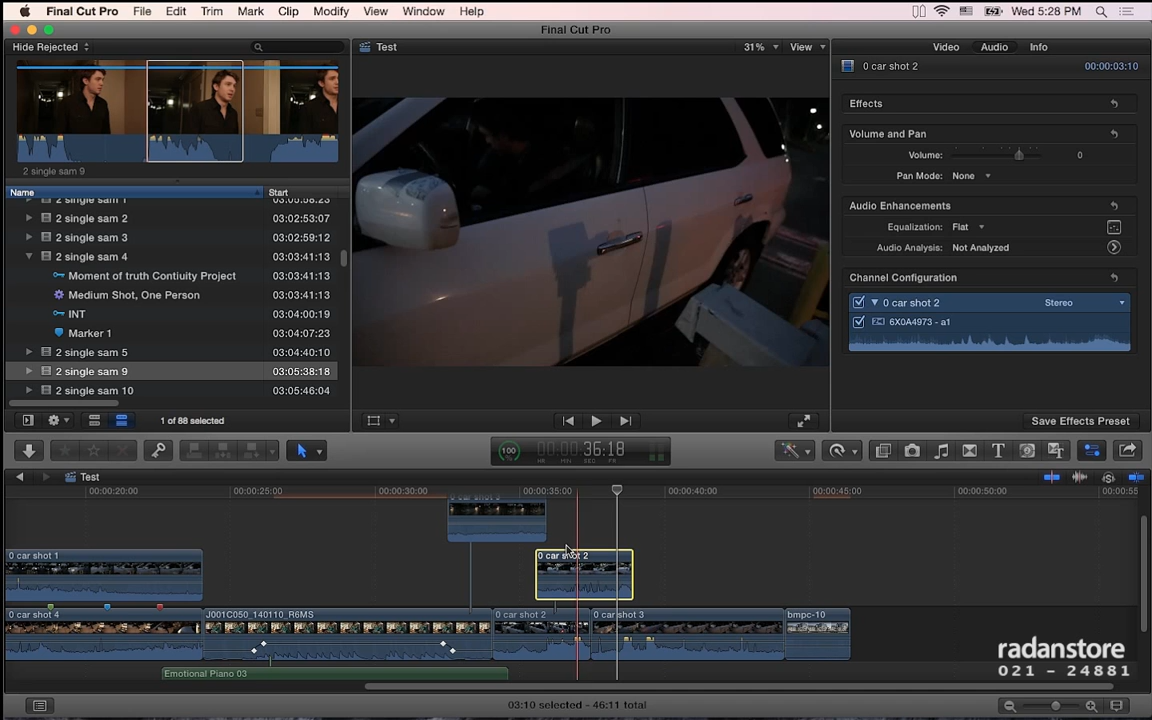 Final Cut Pro File Edit Trim Mark Clip Modify View Window Help Wed 5:28 PM
Final Cut Pro
Hide Rejected
Test 31% View
Video Audio Info
0 car shot 2 00:00:03:10
Effects
Volume and Pan
Volume: 0
Pan Mode: None
Audio Enhancements
Equalization: Flat
Audio Analysis: Not Analyzed
Channel Configuration
0 car shot 2 Stereo
6X0A4973 - a1
Save Effects Preset
2 single sam 9
Name Start
2 single sam 1 03:05:58:23
2 single sam 2 03:02:53:07
2 single sam 3 03:02:59:12
2 single sam 4 03:03:41:13
Moment of truth Contiuity Project 03:03:41:13
Medium Shot, One Person 03:03:41:13
INT 03:04:00:19
Marker 1 03:04:07:23
2 single sam 5 03:04:40:10
2 single sam 9 03:05:38:18
2 single sam 10 03:05:46:04
1 of 88 selected
100 00:00:36:18
HR MIN SEC FR
Test
00:00:20:00 00:00:25:00 00:00:30:00 00:00:35:00 00:00:40:00 00:00:45:00 00:00:50:00 00:00:55
0 car shot 1 0 car shot 2
0 car shot 4 J001C050_140110_R6MS 0 car shot 2 0 car shot 3 bmpc-10
Emotional Piano 03
radanstore
021 - 24881
03:10 selected - 46:11 total